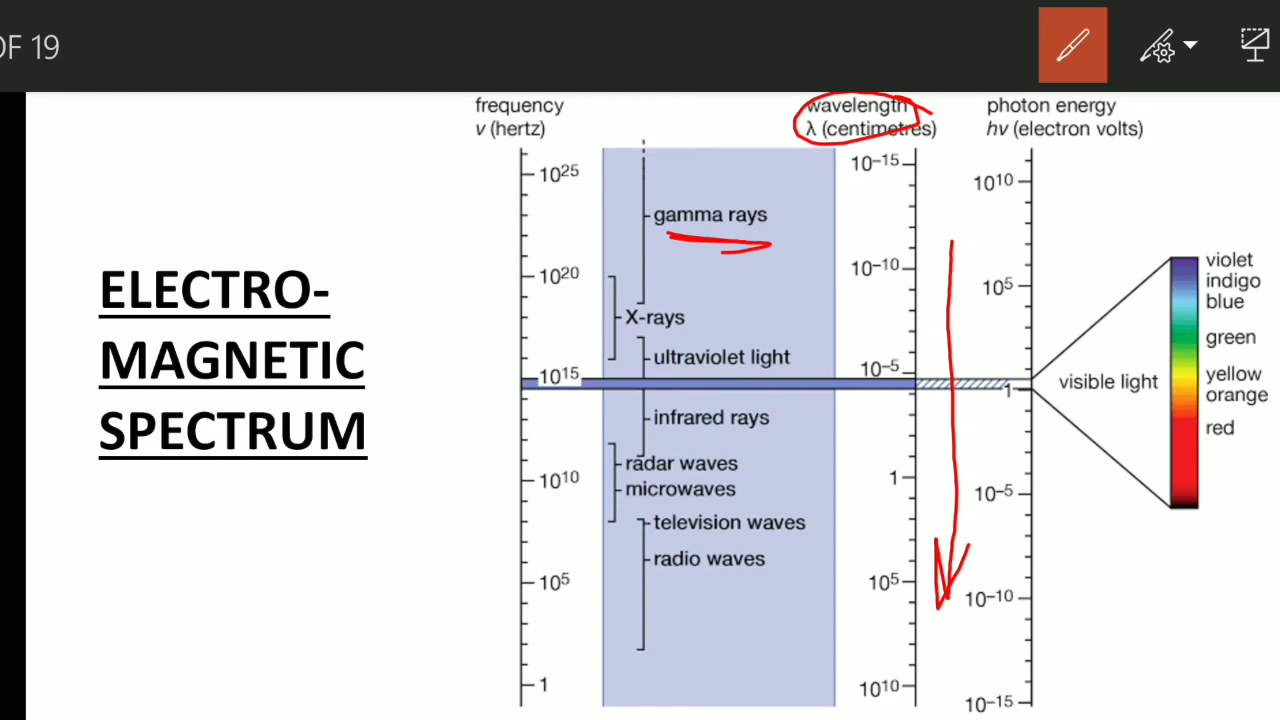 OF 19
frequency
ν (hertz)
wavelength
λ (centimetres)
photon energy
hν (electron volts)
ELECTRO-
MAGNETIC
SPECTRUM
10²⁵
10²⁰
10¹⁵
10¹⁰
10⁵
1
gamma rays
X-rays
ultraviolet light
infrared rays
radar waves
microwaves
television waves
radio waves
10⁻¹⁵
10⁻¹⁰
10⁻⁵
1
10⁵
10¹⁰
10¹⁰
10⁵
1
10⁻⁵
10⁻¹⁰
10⁻¹⁵
visible light
violet
indigo
blue
green
yellow
orange
red